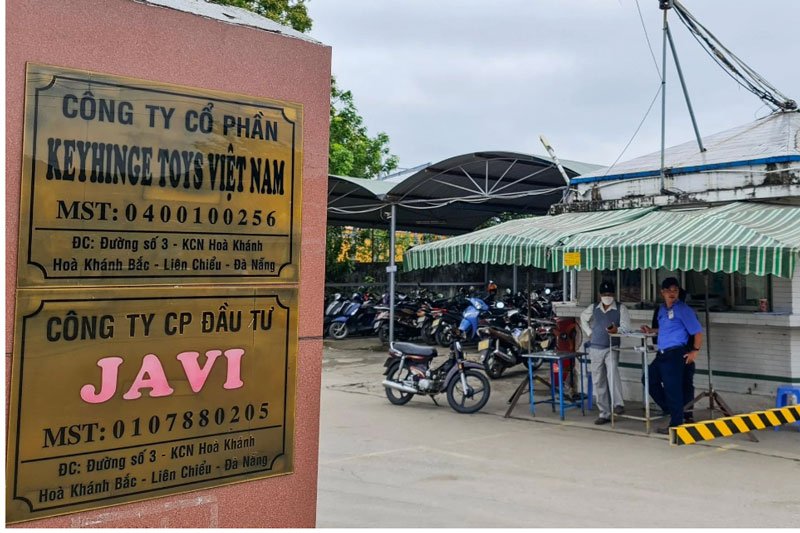 CÔNG TY CỔ PHẦN
KEYHINGE TOYS VIỆT NAM
MST: 0400100256
ĐC: Đường số 3 - KCN Hoà Khánh
Hoà Khánh Bắc - Liên Chiểu - Đà Nẵng
CÔNG TY CP ĐẦU TƯ
JAVI
MST: 0107880205
ĐC: Đường số 3 - KCN Hoà Khánh
Hoà Khánh Bắc - Liên Chiểu - Đà Nẵng